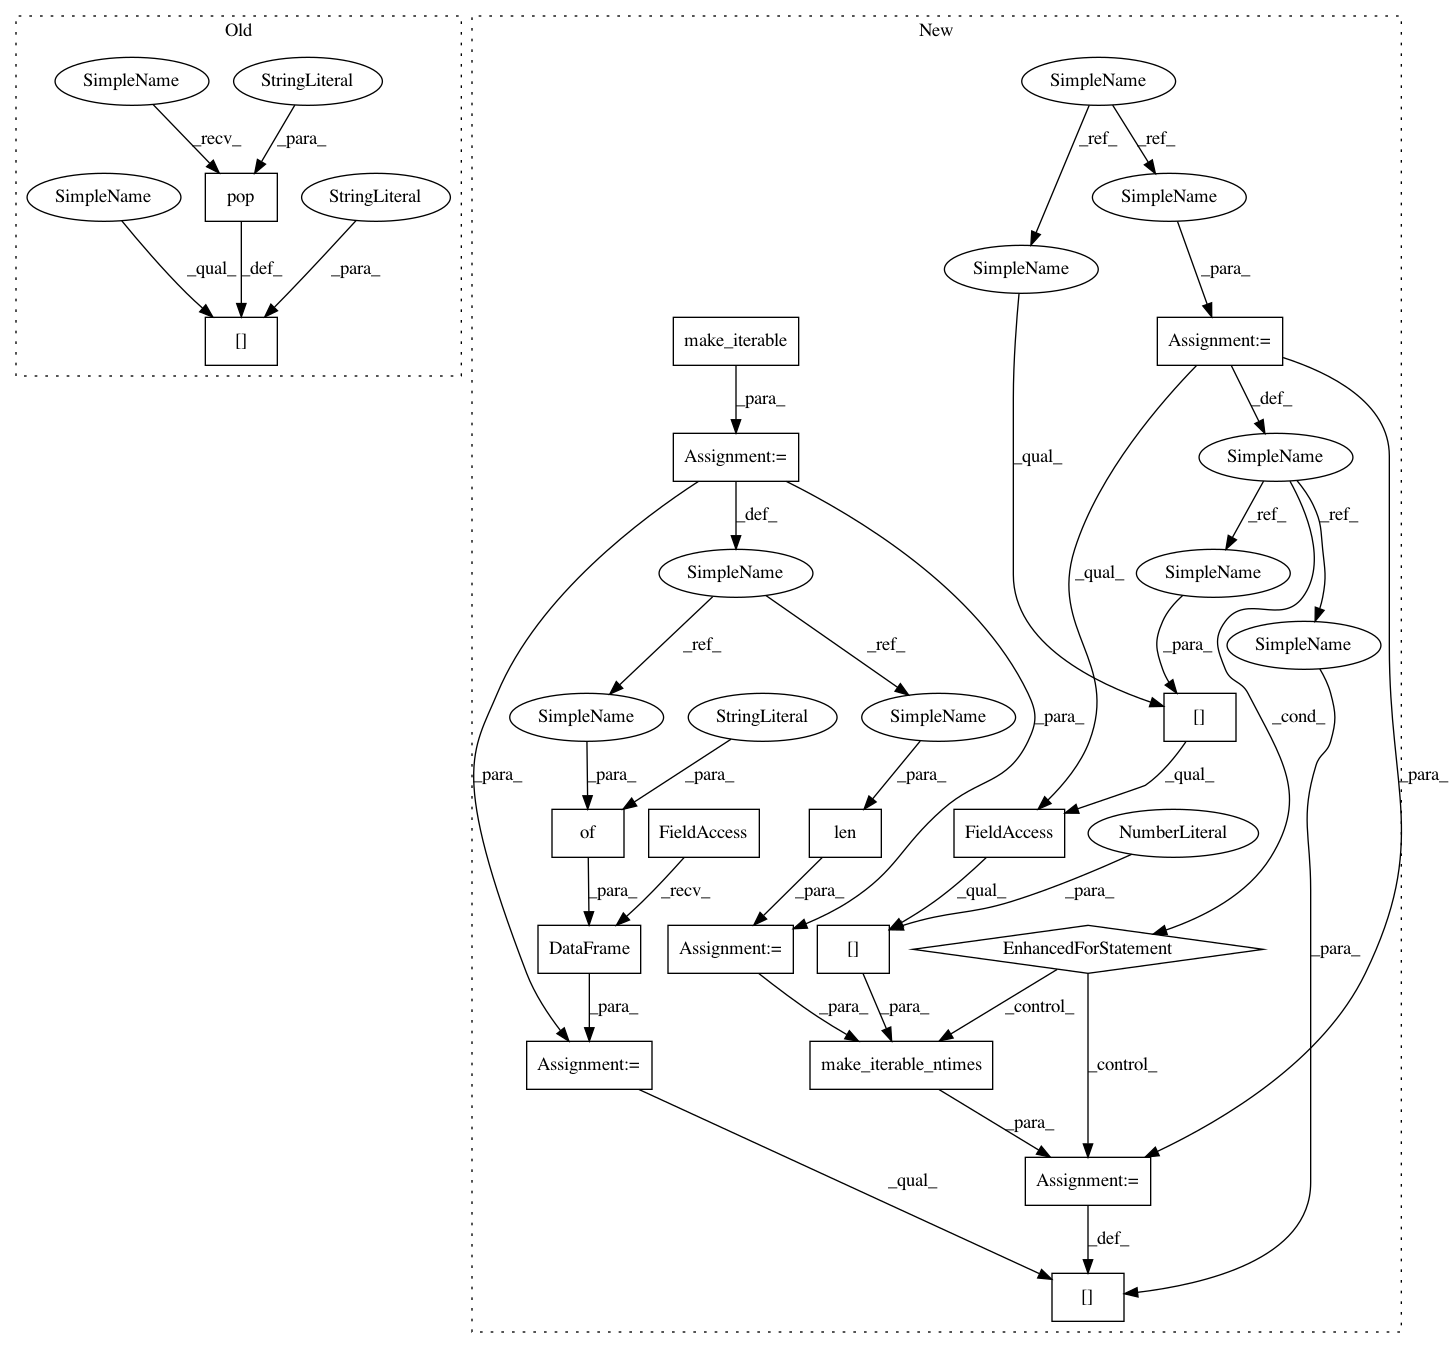 Old
New
SimpleName
StringLiteral
SimpleName
_recv_
_para_
_ref_
_ref_
SimpleName
pop
StringLiteral
SimpleName
_qual_
_def_
_para_
SimpleName
_para_
[]
make_iterable
Assignment:=
_para_
_def_
Assignment:=
_qual_
SimpleName
_def_
_ref_
_ref_
SimpleName
_qual_
SimpleName
_ref_
_ref_
_para_
SimpleName
SimpleName
StringLiteral
SimpleName
_para_
[]
_cond_
_para_
_para_
_para_
_para_
_qual_
_para_
of
FieldAccess
len
FieldAccess
NumberLiteral
_para_
_recv_
_para_
_qual_
_para_
DataFrame
Assignment:=
[]
EnhancedForStatement
_para_
_para_
_para_
_para_
_control_
Assignment:=
make_iterable_ntimes
_control_
_para_
_qual_
Assignment:=
_def_
[]